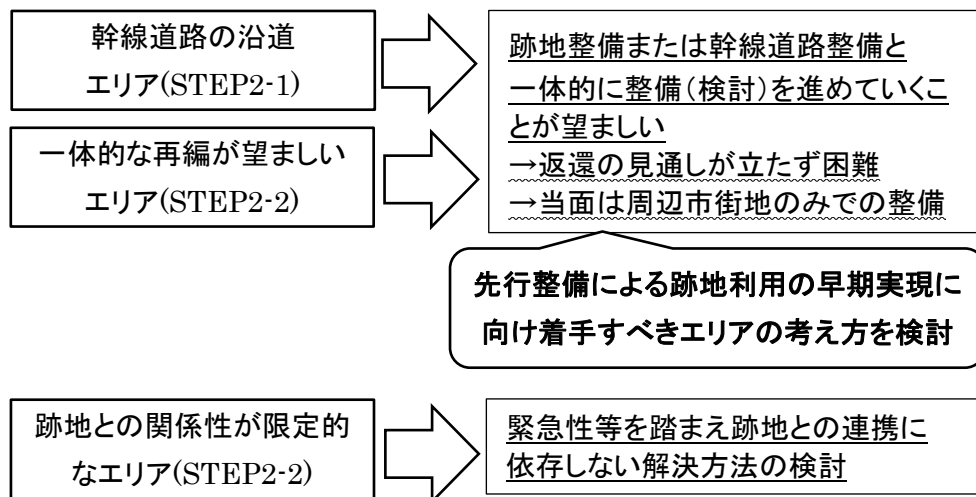 幹線道路の沿道
エリア(STEP2-1)
一体的な再編が望ましい
エリア(STEP2-2)
跡地整備または幹線道路整備と
一体的に整備（検討）を進めていくこ
とが望ましい
→返還の見通しが立たず困難
→当面は周辺市街地のみでの整備
先行整備による跡地利用の早期実現に
向け着手すべきエリアの考え方を検討
跡地との関係性が限定的
なエリア(STEP2-2)
緊急性等を踏まえ跡地との連携に
依存しない解決方法の検討